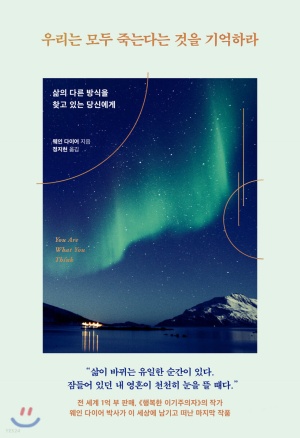 우리는 모두 죽는다는 것을 기억하라
삶의 다른 방식을
찾고 있는 당신에게
웨인 다이어 지음
정지현 옮김
You Are
What You
Think
“삶이 바뀌는 유일한 순간이 있다.
잠들어 있던 내 영혼이 천천히 눈을 뜰 때다.”
전 세계 1억 부 판매, 《행복한 이기주의자》의 작가
웨인 다이어 박사가 이 세상에 남기고 떠난 마지막 작품
yes24